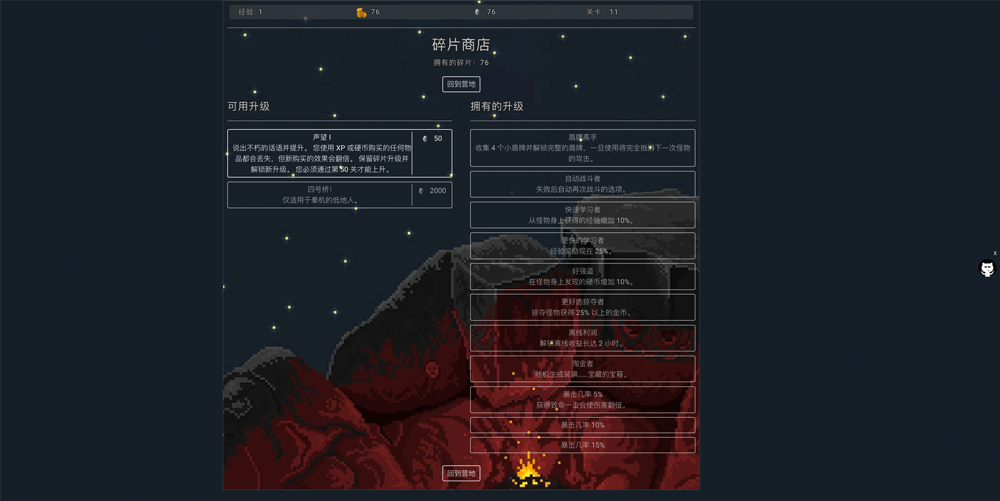 经验: 1
76
76
关卡: 11
碎片商店
拥有的碎片: 76
回到营地
可用升级
拥有的升级
声望 I
50
说出不朽的话语并提升。 您使用 XP 或硬币购买的任何物
品都会丢失，但新购买的效果会翻倍。 保留碎片升级并
解锁新升级。 您必须通过第 50 关才能上升。
四号桥！
2000
仅适用于晕机的低地人。
盾牌高手
收集 4 个小盾牌并解锁完整的盾牌，一旦使用将完全抵消下一次怪物
的攻击。
自动战斗者
失败后自动再次战斗的选项。
快速学习者
从怪物身上获得的经验增加 10%。
更快的学习者
经验奖励现在 25%。
好强盗
在怪物身上发现的硬币增加 10%。
更好的掠夺者
掠夺怪物获得 25% 以上的金币。
离线利润
解锁离线收益长达 2 小时。
淘金者
随机生成装满……宝藏的宝箱。
暴击几率 5%
获得致命一击会使伤害翻倍。
暴击几率 10%
暴击几率 15%
回到营地
x